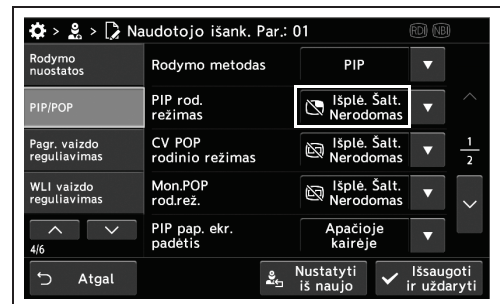 > > Naudotojo išank. Par.: 01 RDI NBI
Rodymo nuostatos
Rodymo metodas PIP
PIP/POP
PIP rod. režimas
Išplė. Šalt. Nerodomas
Pagr. vaizdo reguliavimas
CV POP rodinio režimas
Išplė. Šalt. Nerodomas
1
2
WLI vaizdo reguliavimas
Mon.POP rod.rež.
Išplė. Šalt. Nerodomas
4/6
PIP pap. ekr. padėtis
Apačioje kairėje
Atgal
Nustatyti iš naujo
Išsaugoti ir uždaryti